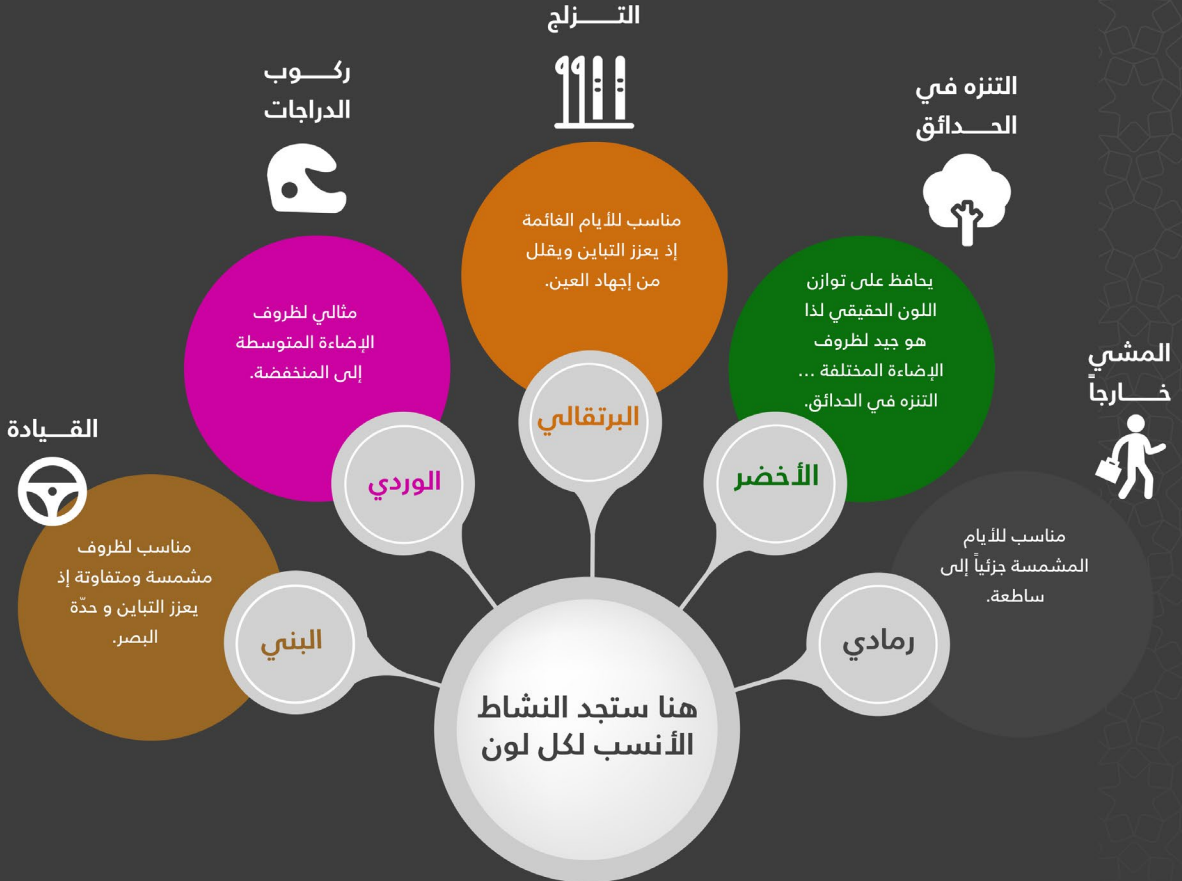 التـــزلج
مناسب للأيام الغائمة
إذ يعزز التباين ويقلل
من إجهاد العين.
البرتقالي
التنزه في
الحـــدائق
يحافظ على توازن
اللون الحقيقي لذا
هو جيد لظروف
الإضاءة المختلفة ...
التنزه في الحدائق.
الأخضر
المشي
خـــارجاً
مناسب للأيام
المشمسة جزئياً إلى
ساطعة.
رمادي
ركـــوب
الدراجات
مثالي لظروف
الإضاءة المتوسطة
إلى المنخفضة.
الوردي
القـــيادة
مناسب لظروف
مشمسة ومتفاوتة إذ
يعزز التباين و حدّة
البصر.
البني
هنا ستجد النشاط
الأنسب لكل لون